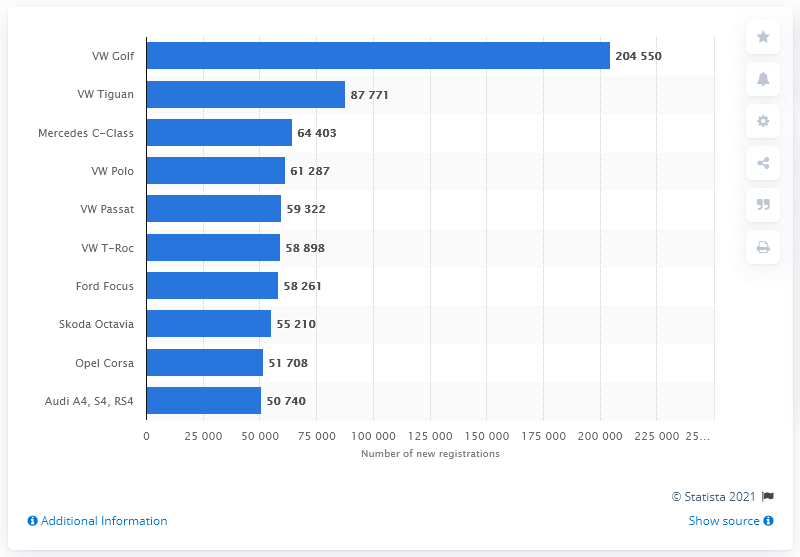 VW Golf 204 550
VW Tiguan 87 771
Mercedes C-Class 64 403
VW Polo 61 287
VW Passat 59 322
VW T-Roc 58 898
Ford Focus 58 261
Skoda Octavia 55 210
Opel Corsa 51 708
Audi A4, S4, RS4 50 740
0 25 000 50 000 75 000 100 000 125 000 150 000 175 000 200 000 225 000 25...
Number of new registrations
© Statista 2021
Additional Information Show source